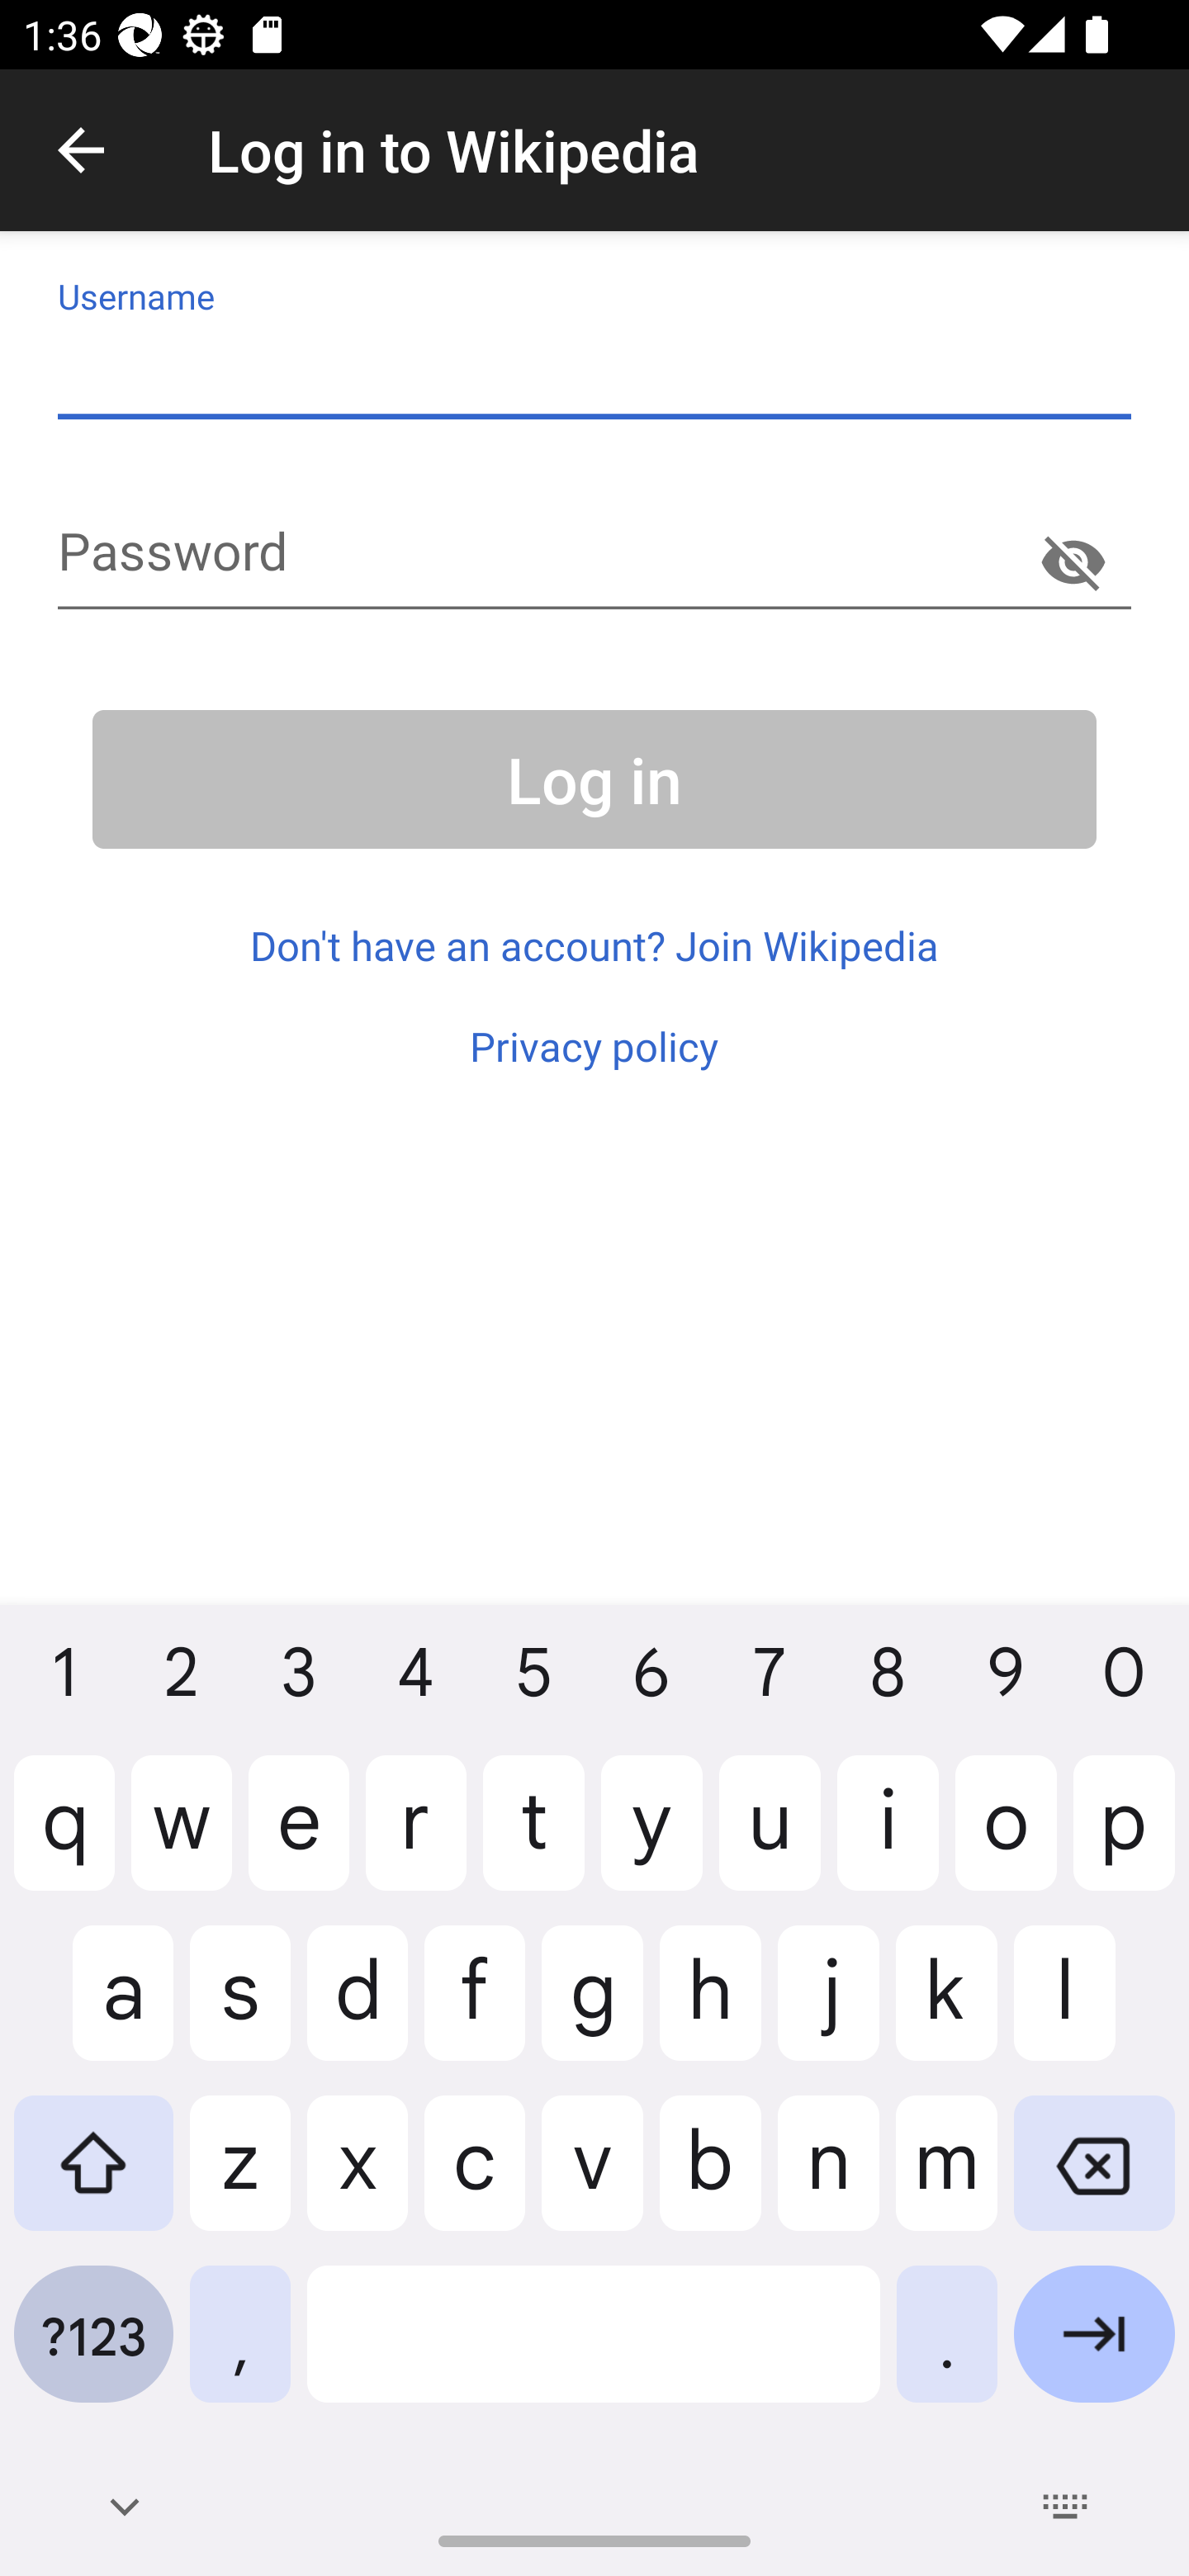 1:36
Log in to Wikipedia
Username
Password
Log in
Don't have an account? Join Wikipedia
Privacy policy
1 2 3 4 5 6 7 8 9 0
q w e r t y u i o p
a s d f g h j k l
z x c v b n m
?123 , .